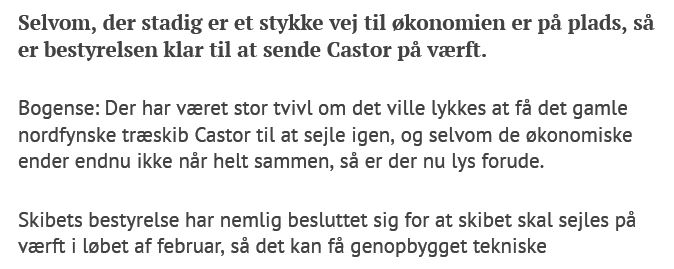 Selvom, der stadig er et stykke vej til økonomien er på plads, så
er bestyrelsen klar til at sende Castor på værft.
Bogense: Der har været stor tvivl om det ville lykkes at få det gamle
nordfynske træskib Castor til at sejle igen, og selvom de økonomiske
ender endnu ikke når helt sammen, så er der nu lys forude.
Skibets bestyrelse har nemlig besluttet sig for at skibet skal sejles på
værft i løbet af februar, så det kan få genopbygget tekniske